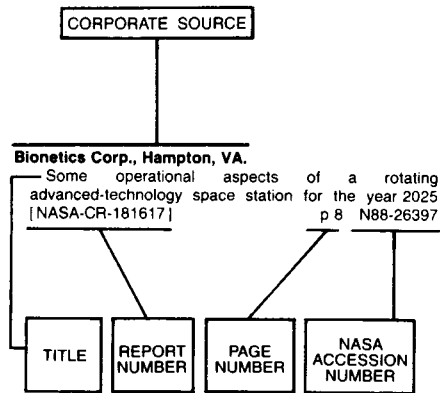 CORPORATE SOURCE
Bionetics Corp., Hampton, VA.
Some operational aspects of a rotating
advanced-technology space station for the year 2025
[NASA-CR-181617] p 8 N88-26397
TITLE
REPORT
NUMBER
PAGE
NUMBER
NASA
ACCESSION
NUMBER